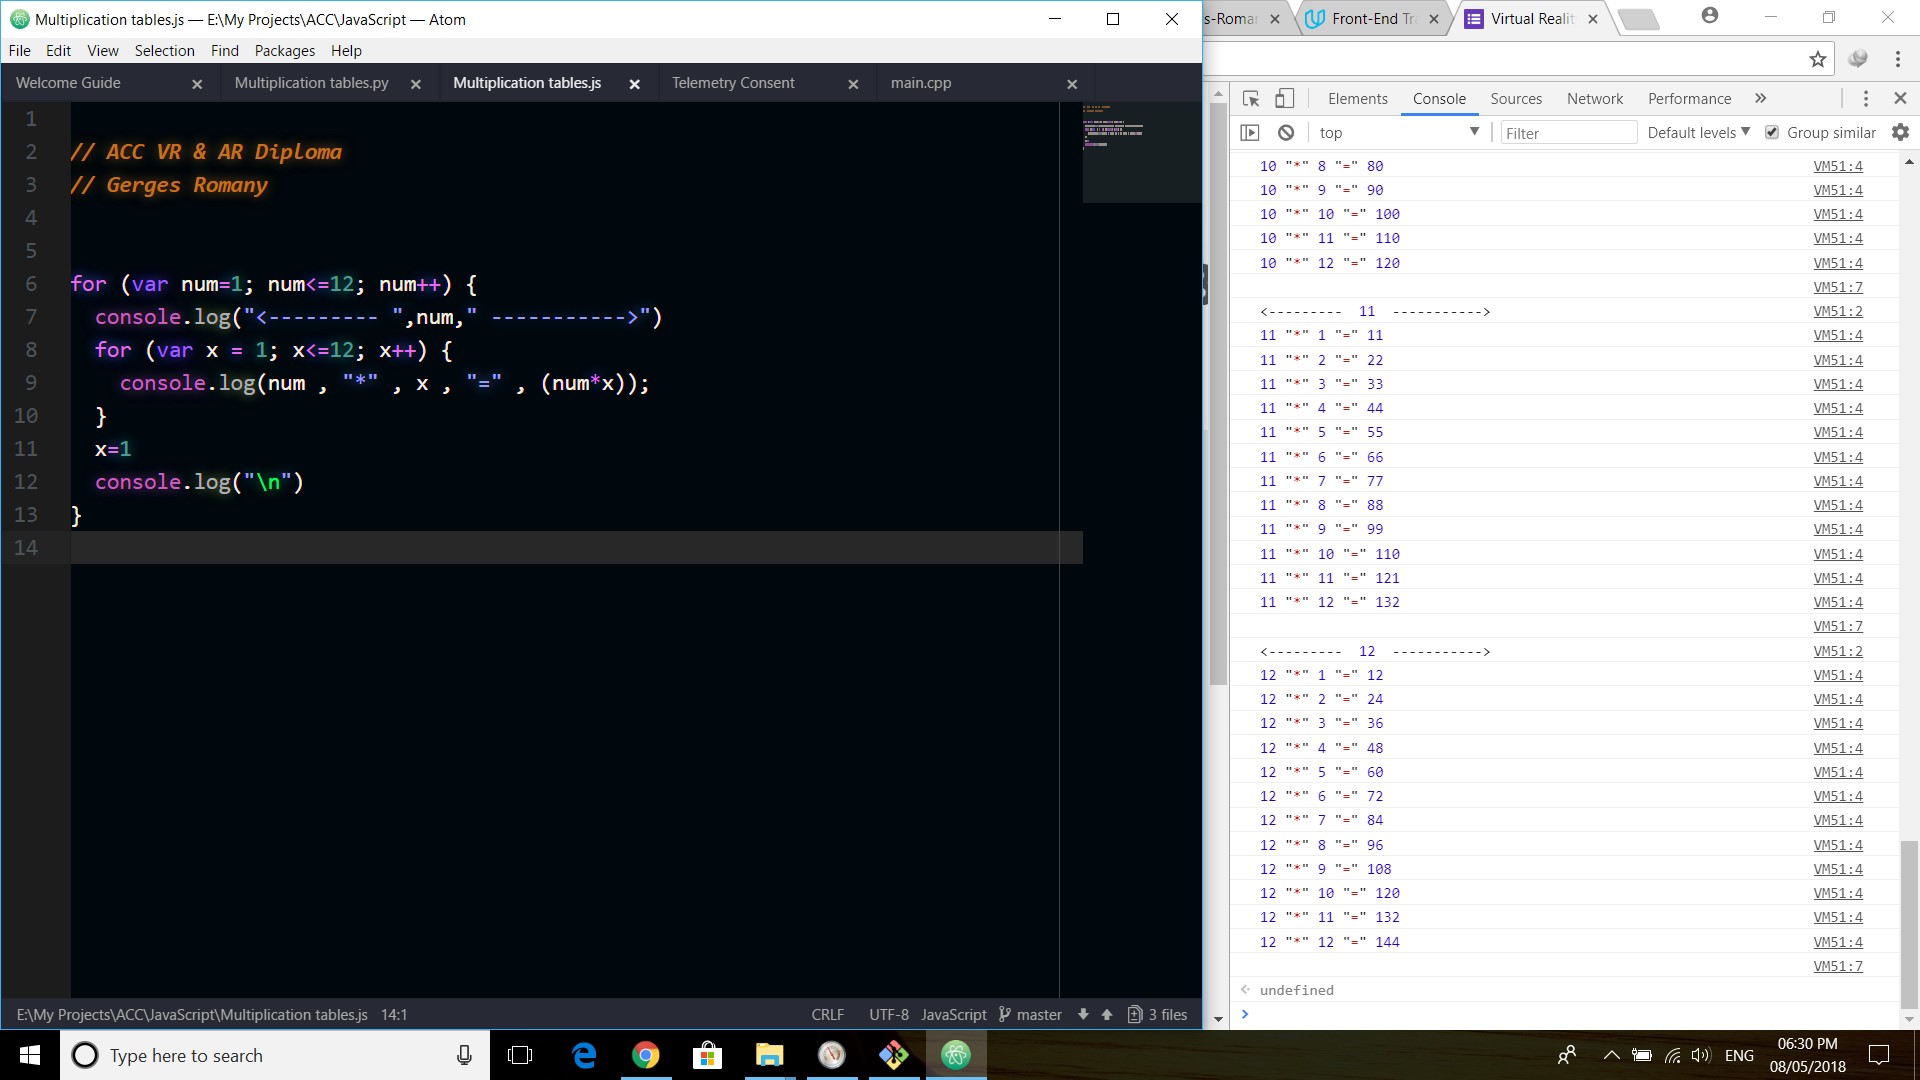 Multiplication tables.js — E:\My Projects\ACC\JavaScript — Atom
File Edit View Selection Find Packages Help
Welcome Guide Multiplication tables.py Multiplication tables.js Telemetry Consent main.cpp
1
2 // ACC VR & AR Diploma
3 // Gerges Romany
4
5
6 for (var num=1; num<=12; num++) {
7 console.log("<--------- ",num," ----------->")
8 for (var x = 1; x<=12; x++) {
9 console.log(num , "*" , x , "=" , (num*x));
10 }
11 x=1
12 console.log("\n")
13 }
14
E:\My Projects\ACC\JavaScript\Multiplication tables.js 14:1 CRLF UTF-8 JavaScript master 3 files
s-Roma Front-End Tr Virtual Realit
Elements Console Sources Network Performance »
top Filter Default levels Group similar
10 "*" 8 "=" 80 VM51:4
10 "*" 9 "=" 90 VM51:4
10 "*" 10 "=" 100 VM51:4
10 "*" 11 "=" 110 VM51:4
10 "*" 12 "=" 120 VM51:4
VM51:7
<--------- 11 -----------> VM51:2
11 "*" 1 "=" 11 VM51:4
11 "*" 2 "=" 22 VM51:4
11 "*" 3 "=" 33 VM51:4
11 "*" 4 "=" 44 VM51:4
11 "*" 5 "=" 55 VM51:4
11 "*" 6 "=" 66 VM51:4
11 "*" 7 "=" 77 VM51:4
11 "*" 8 "=" 88 VM51:4
11 "*" 9 "=" 99 VM51:4
11 "*" 10 "=" 110 VM51:4
11 "*" 11 "=" 121 VM51:4
11 "*" 12 "=" 132 VM51:4
VM51:7
<--------- 12 -----------> VM51:2
12 "*" 1 "=" 12 VM51:4
12 "*" 2 "=" 24 VM51:4
12 "*" 3 "=" 36 VM51:4
12 "*" 4 "=" 48 VM51:4
12 "*" 5 "=" 60 VM51:4
12 "*" 6 "=" 72 VM51:4
12 "*" 7 "=" 84 VM51:4
12 "*" 8 "=" 96 VM51:4
12 "*" 9 "=" 108 VM51:4
12 "*" 10 "=" 120 VM51:4
12 "*" 11 "=" 132 VM51:4
12 "*" 12 "=" 144 VM51:4
VM51:7
undefined
Type here to search ENG 06:30 PM
08/05/2018